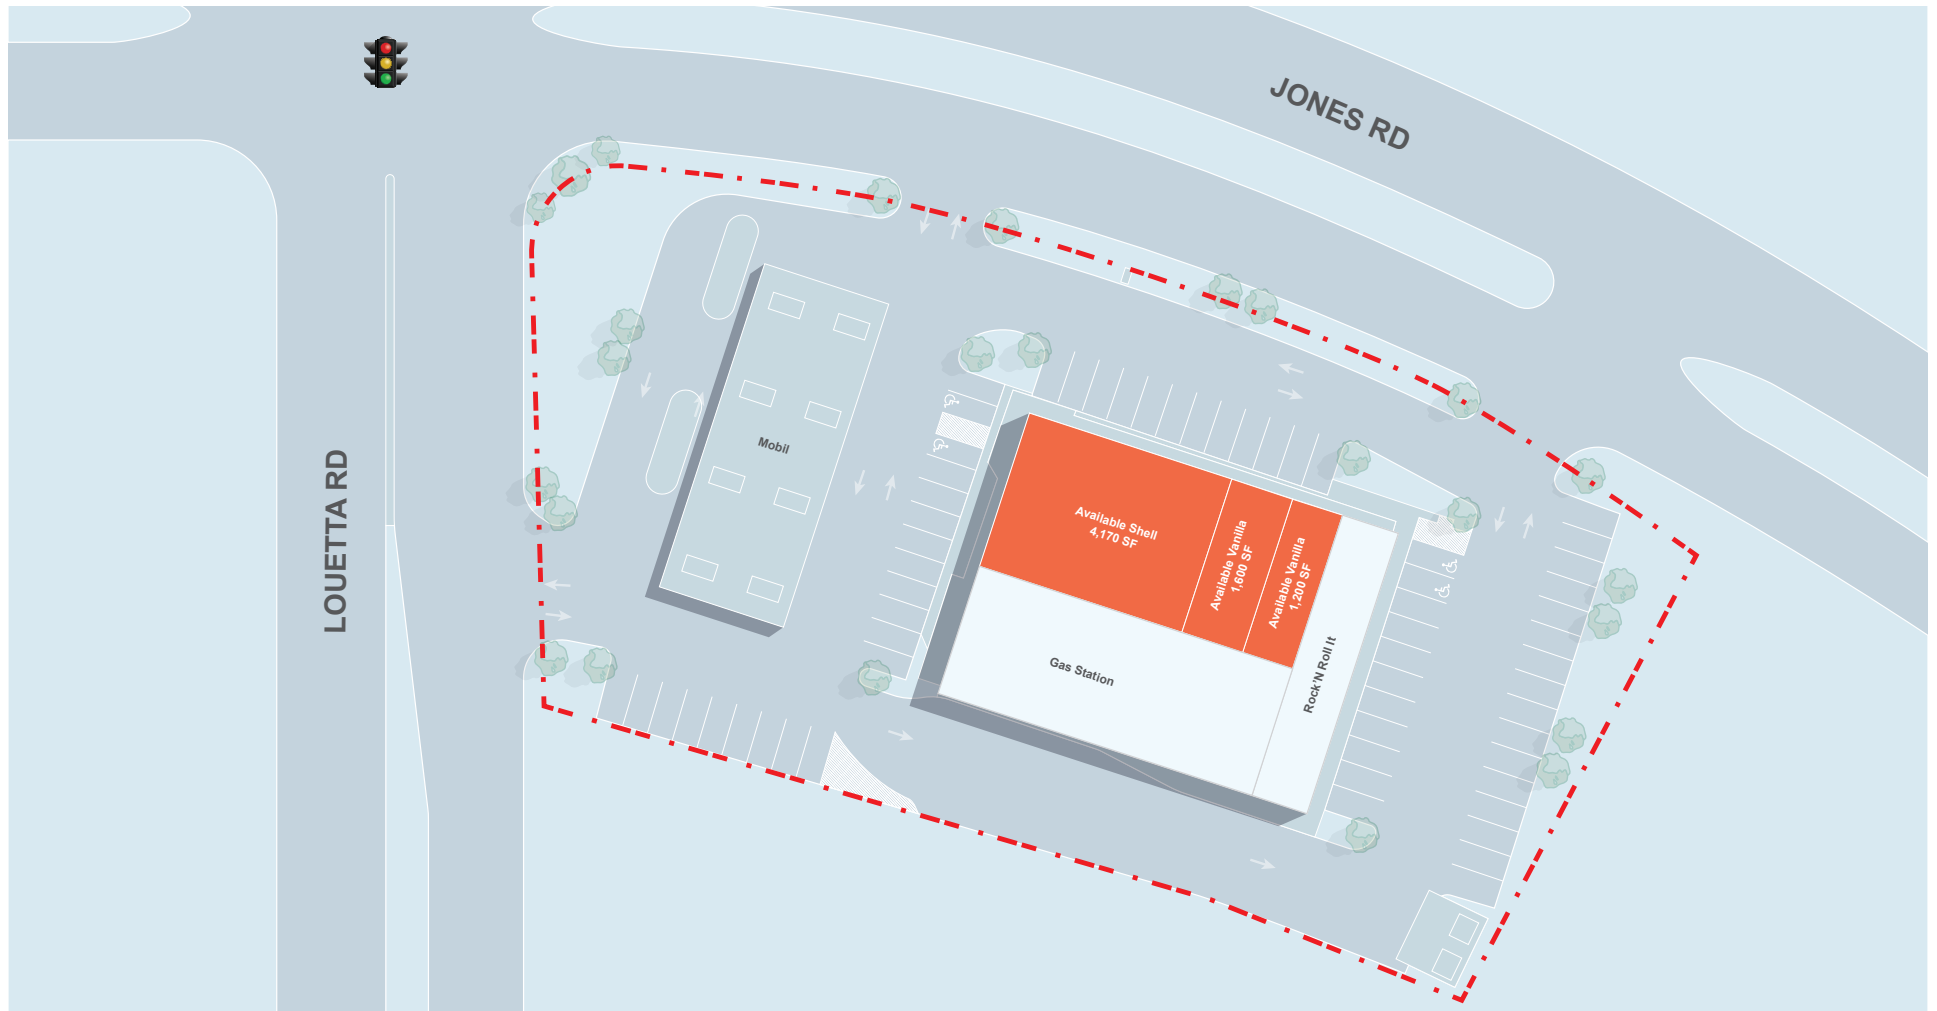 JONES RD
LOUETTA RD
Mobil
Available Shell
4,170 SF
Available Vanilla
1,600 SF
Available Vanilla
1,200 SF
Gas Station
Rock'N Roll It